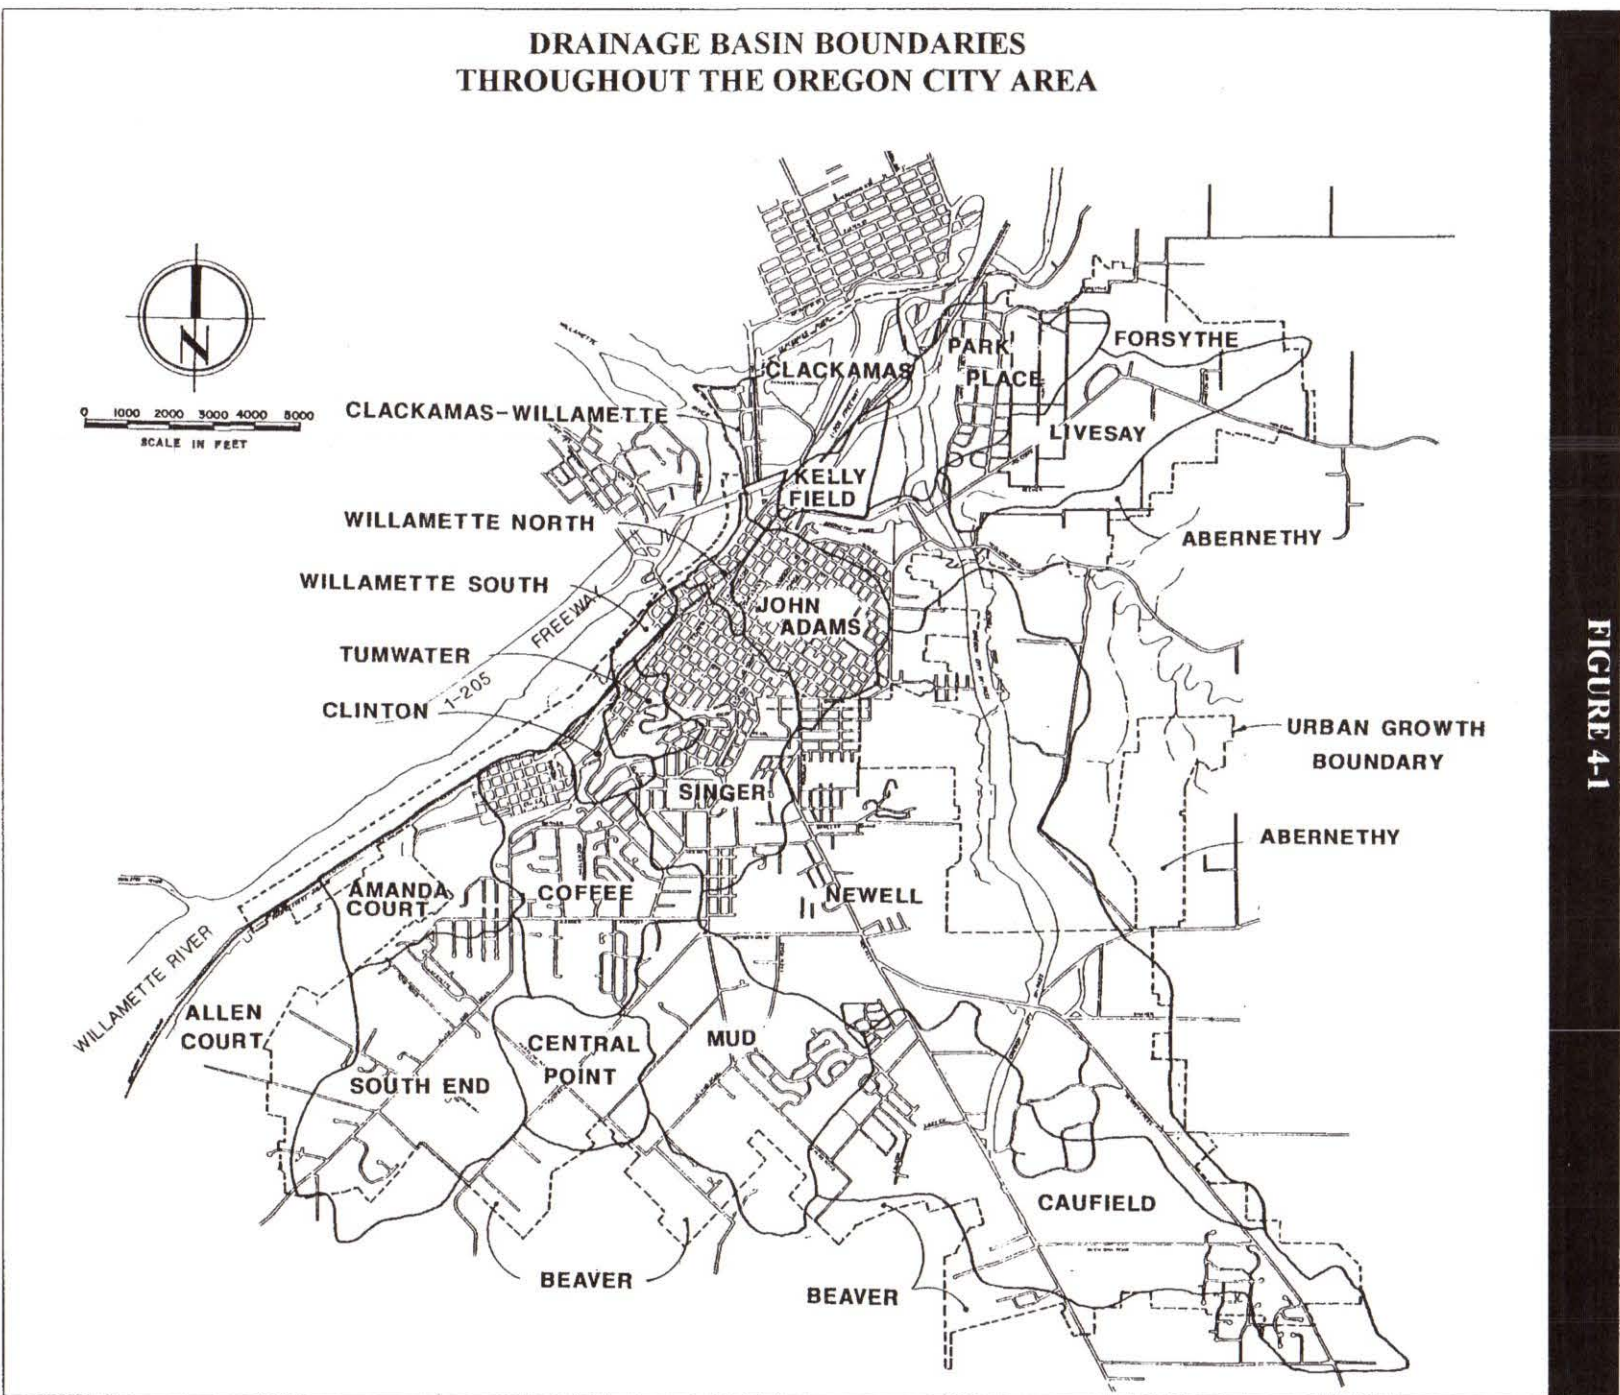 DRAINAGE BASIN BOUNDARIES
THROUGHOUT THE OREGON CITY AREA
FIGURE 4-1
N
0 1000 2000 3000 4000 5000
SCALE IN FEET
CLACKAMAS-WILLAMETTE
WILLAMETTE NORTH
WILLAMETTE SOUTH
TUMWATER
CLINTON
FREEWAY
I-205
CLACKAMAS
PARK
PLACE
FORSYTHE
LIVESAY
KELLY
FIELD
ABERNETHY
JOHN
ADAMS
URBAN GROWTH
BOUNDARY
SINGER
ABERNETHY
AMANDA
COURT
COFFEE
NEWELL
WILLAMETTE RIVER
ALLEN
COURT
SOUTH END
CENTRAL
POINT
MUD
CAUFIELD
BEAVER
BEAVER